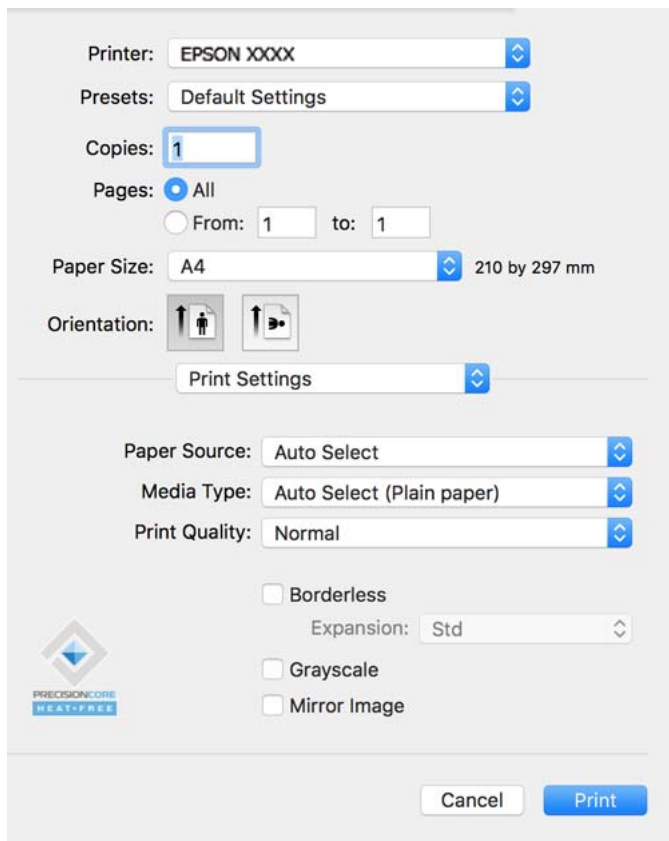 Printer: EPSON XXXX
Presets: Default Settings
Copies: 1
Pages: All
From: 1 to: 1
Paper Size: A4 210 by 297 mm
Orientation:
Print Settings
Paper Source: Auto Select
Media Type: Auto Select (Plain paper)
Print Quality: Normal
Borderless
Expansion: Std
Grayscale
Mirror Image
PRECISIONCORE
HEAT-FREE
Cancel Print